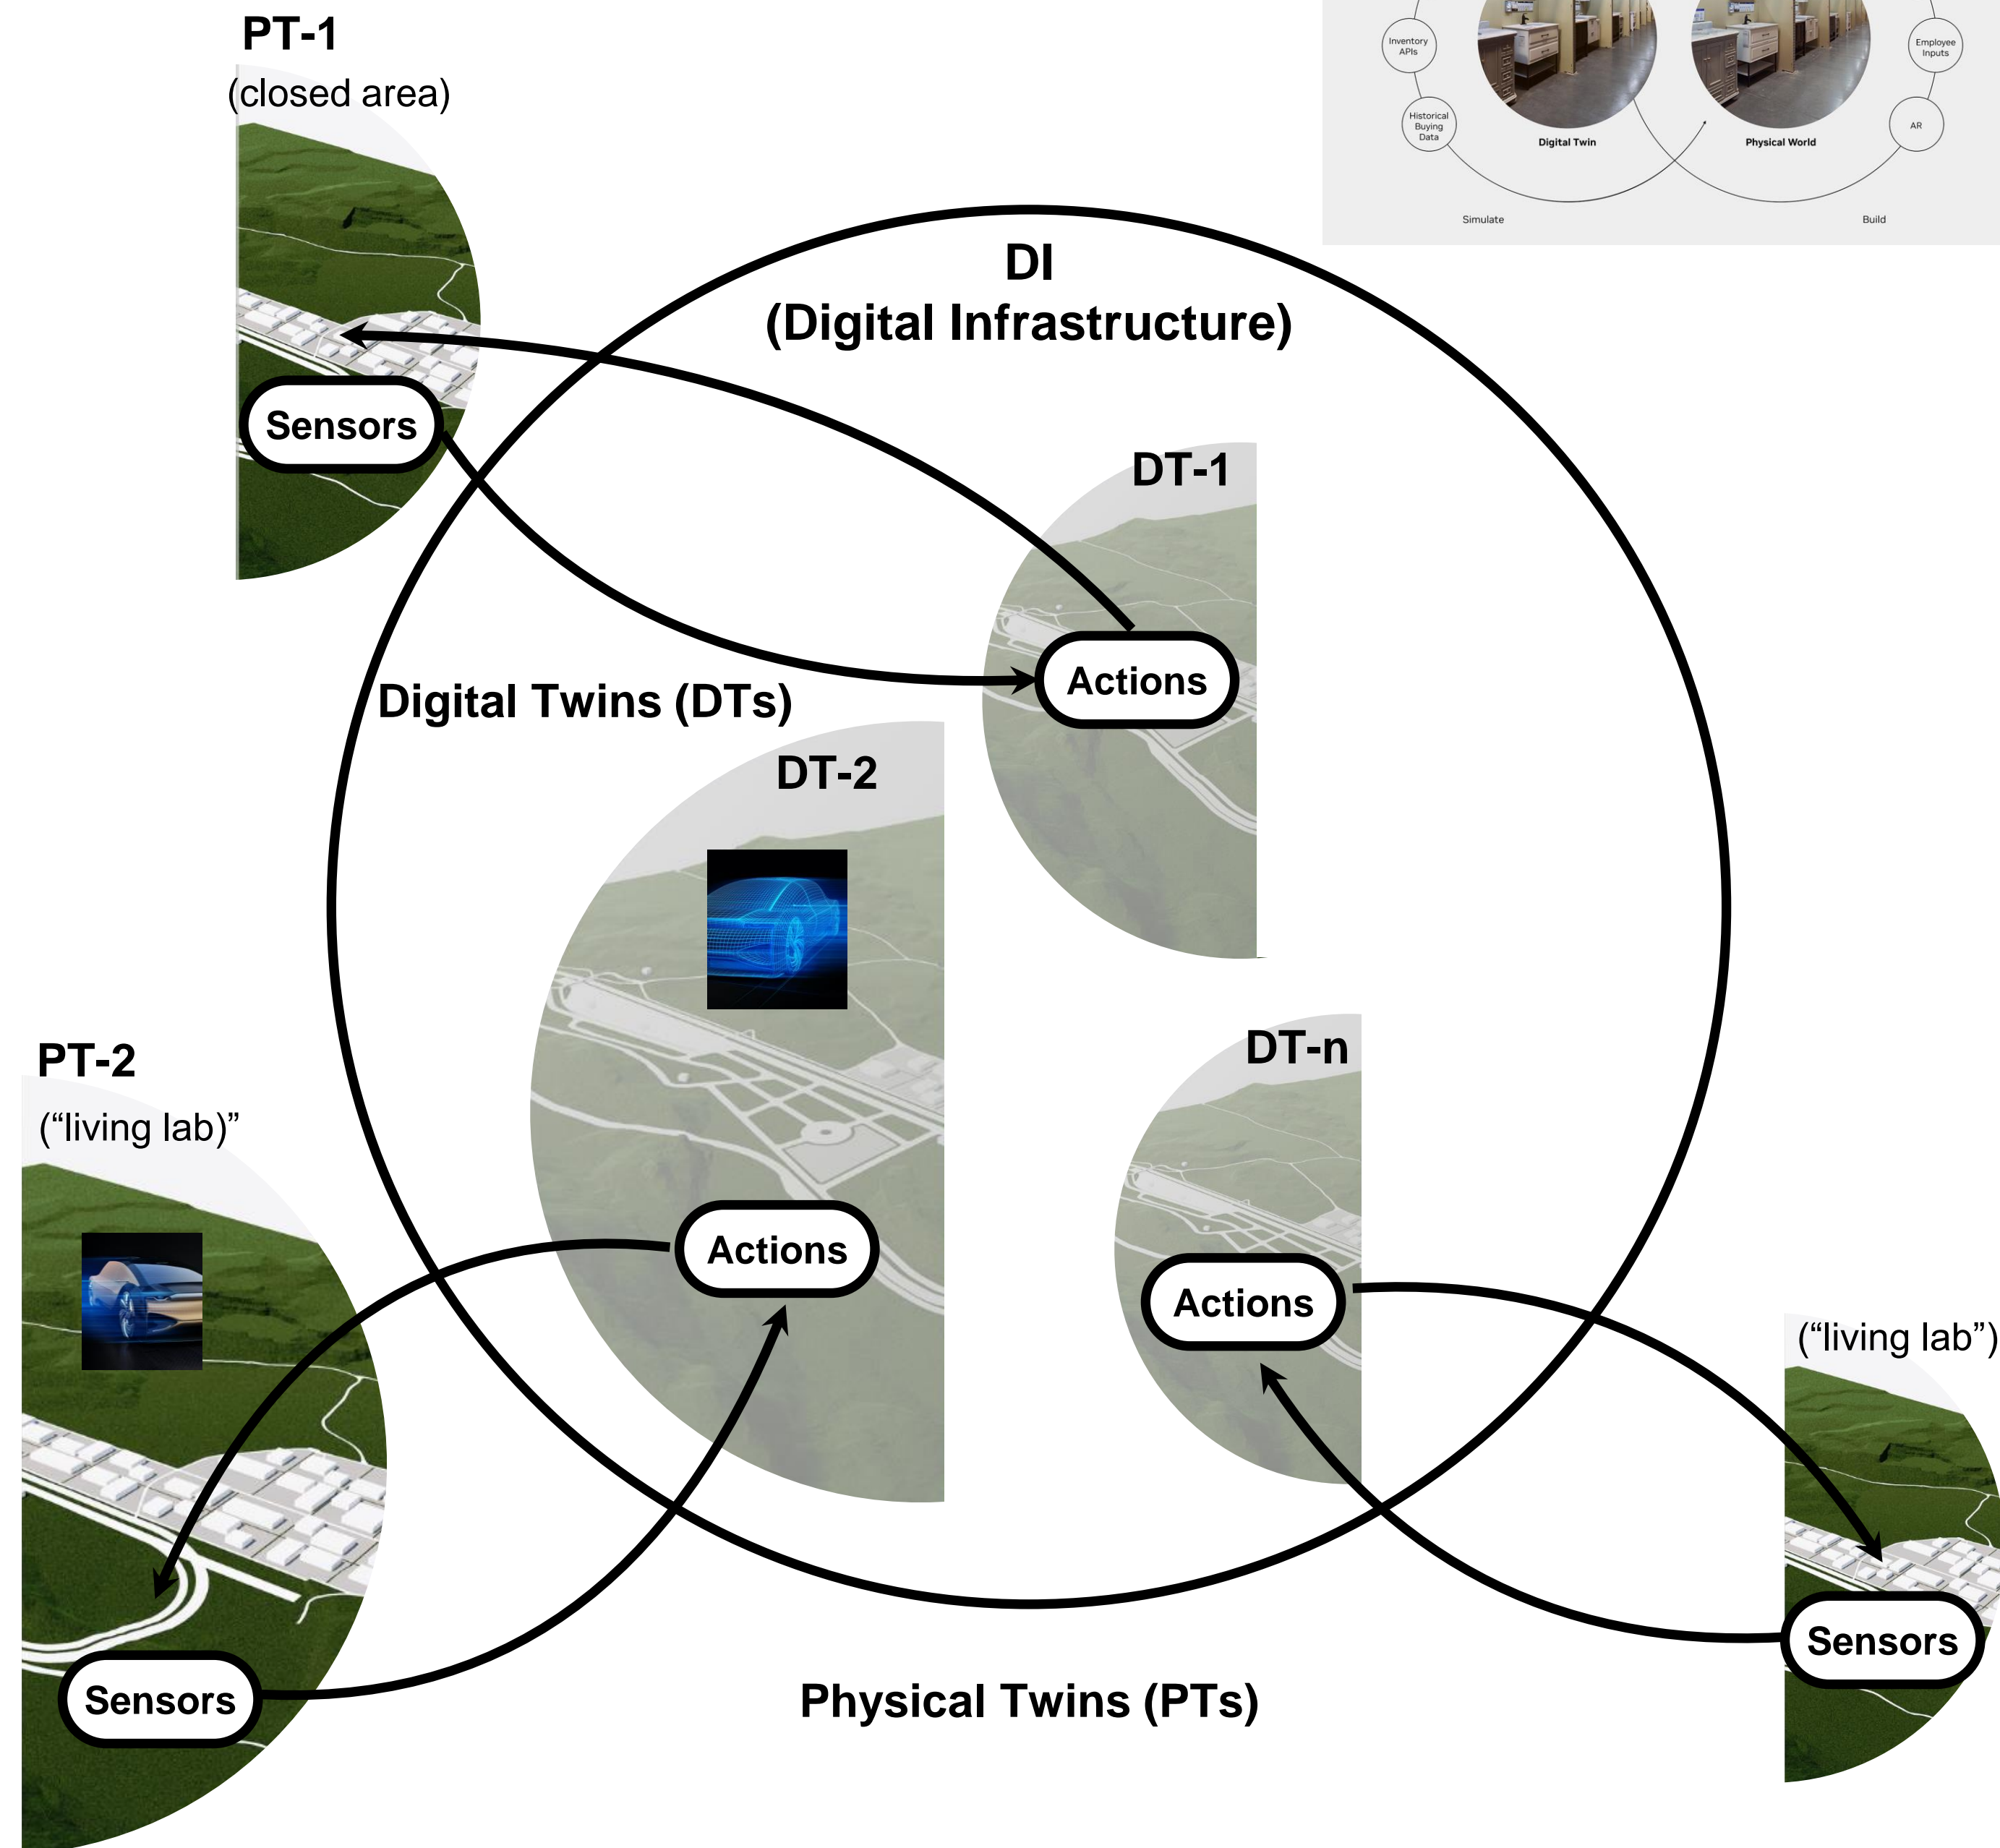 PT-1
(closed area)
Inventory
APIs
Employee
Inputs
Historical
Buying
Data
AR
Digital Twin
Physical World
Simulate
Build
DI
(Digital Infrastructure)
Sensors
DT-1
Actions
Digital Twins (DTs)
DT-2
DT-n
PT-2
(“living lab)”
Actions
Actions
(“living lab”)
Sensors
Sensors
Physical Twins (PTs)